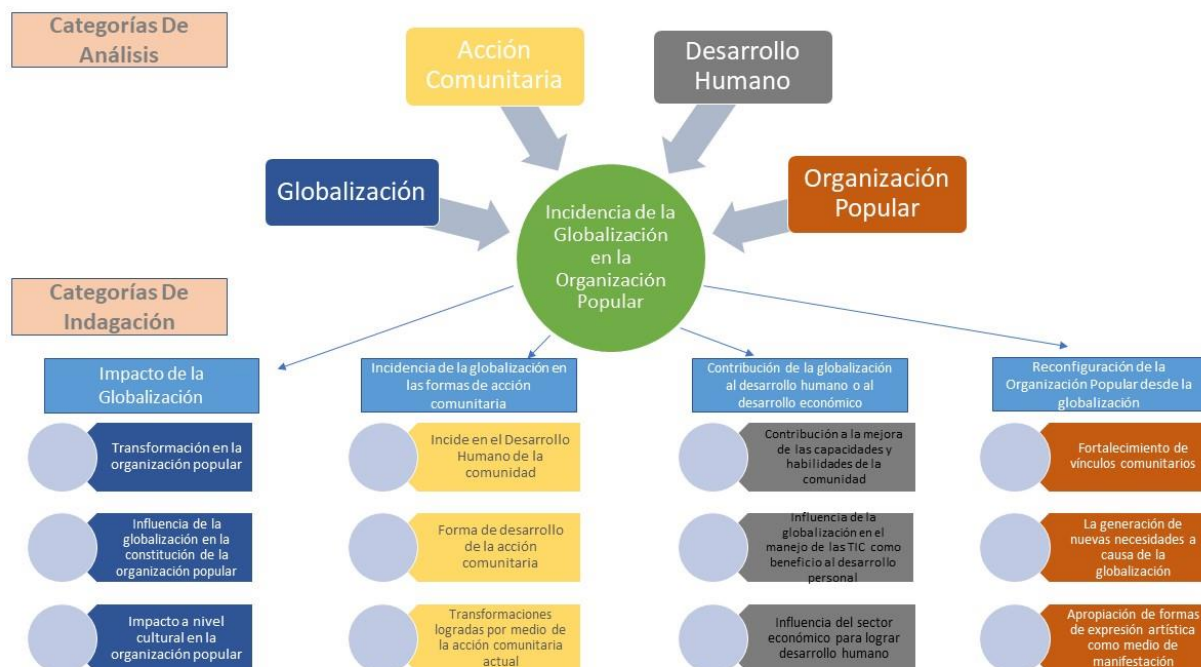 Categorías De
Análisis
Acción
Comunitaria
Desarrollo
Humano
Globalización
Organización
Popular
Incidencia de la
Globalización
en la
Organización
Popular
Categorías De
Indagación
Impacto de la
Globalización
Transformación en la
organización popular
Influencia de la
globalización en la
constitución de la
organización popular
Impacto a nivel
cultural en la
organización popular
Incidencia de la globalización en
las formas de acción
comunitaria
Incide en el Desarrollo
Humano de la
comunidad
Forma de desarrollo
de la acción
comunitaria
Transformaciones
logradas por medio de
la acción comunitaria
actual
Contribución de la globalización
al desarrollo humano o al
desarrollo económico
Contribución a la mejora
de las capacidades y
habilidades de la
comunidad
Influencia de la
globalización en el
manejo de las TIC como
beneficio al desarrollo
personal
Influencia del sector
económico para lograr
desarrollo humano
Reconfiguración de la
Organización Popular desde la
globalización
Fortalecimiento de
vínculos comunitarios
La generación de
nuevas necesidades a
causa de la
globalización
Apropiación de formas
de expresión artística
como medio de
manifestación